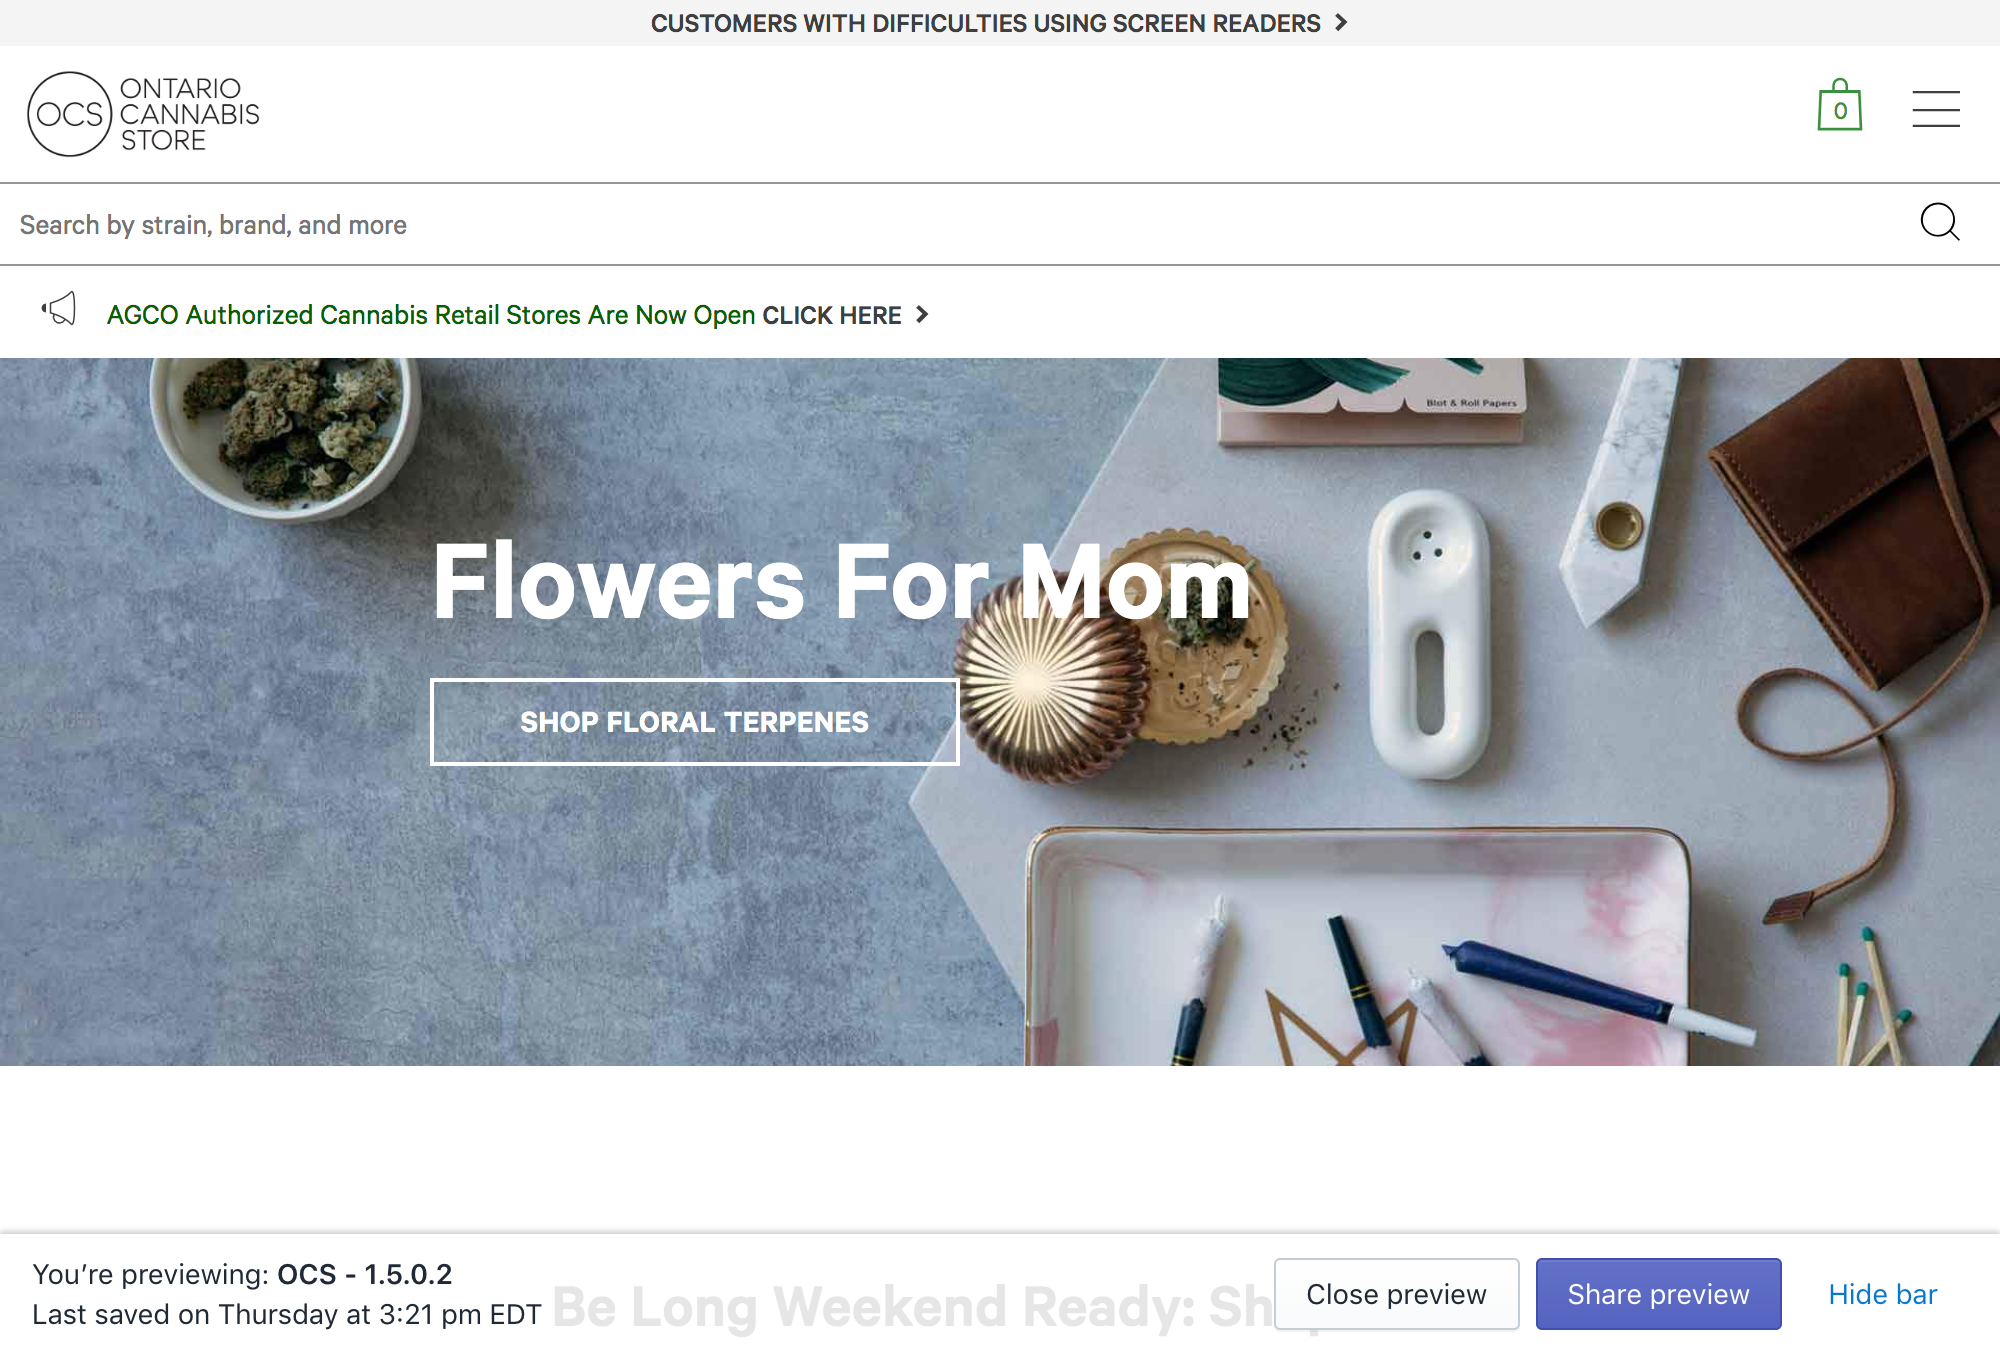 CUSTOMERS WITH DIFFICULTIES USING SCREEN READERS
OCS
ONTARIO
CANNABIS
STORE
0
Search by strain, brand, and more
AGCO Authorized Cannabis Retail Stores Are Now Open CLICK HERE
Blot & Roll Papers
Flowers For Mom
SHOP FLORAL TERPENES
You're previewing: OCS - 1.5.0.2
Last saved on Thursday at 3:21 pm EDT
Be Long Weekend Ready:
Close preview
Share preview
Hide bar